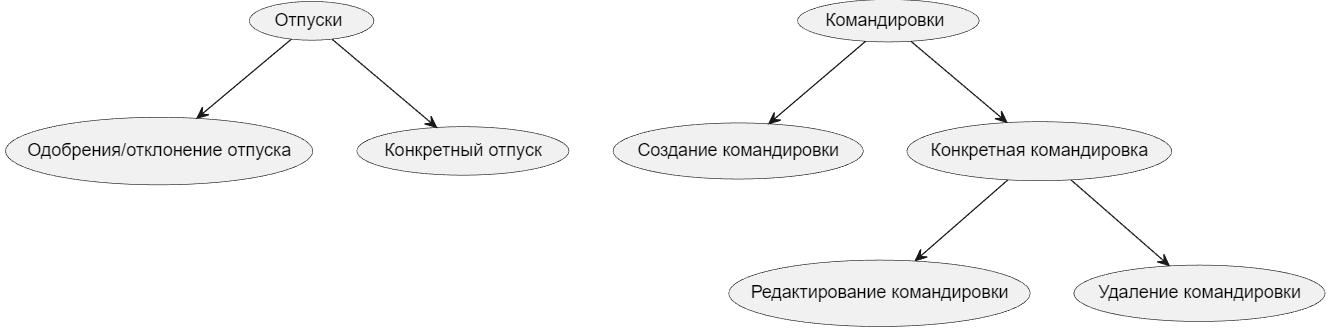 Отпуски
Командировки
Одобрения/отклонение отпуска
Конкретный отпуск
Создание командировки
Конкретная командировка
Редактирование командировки
Удаление командировки